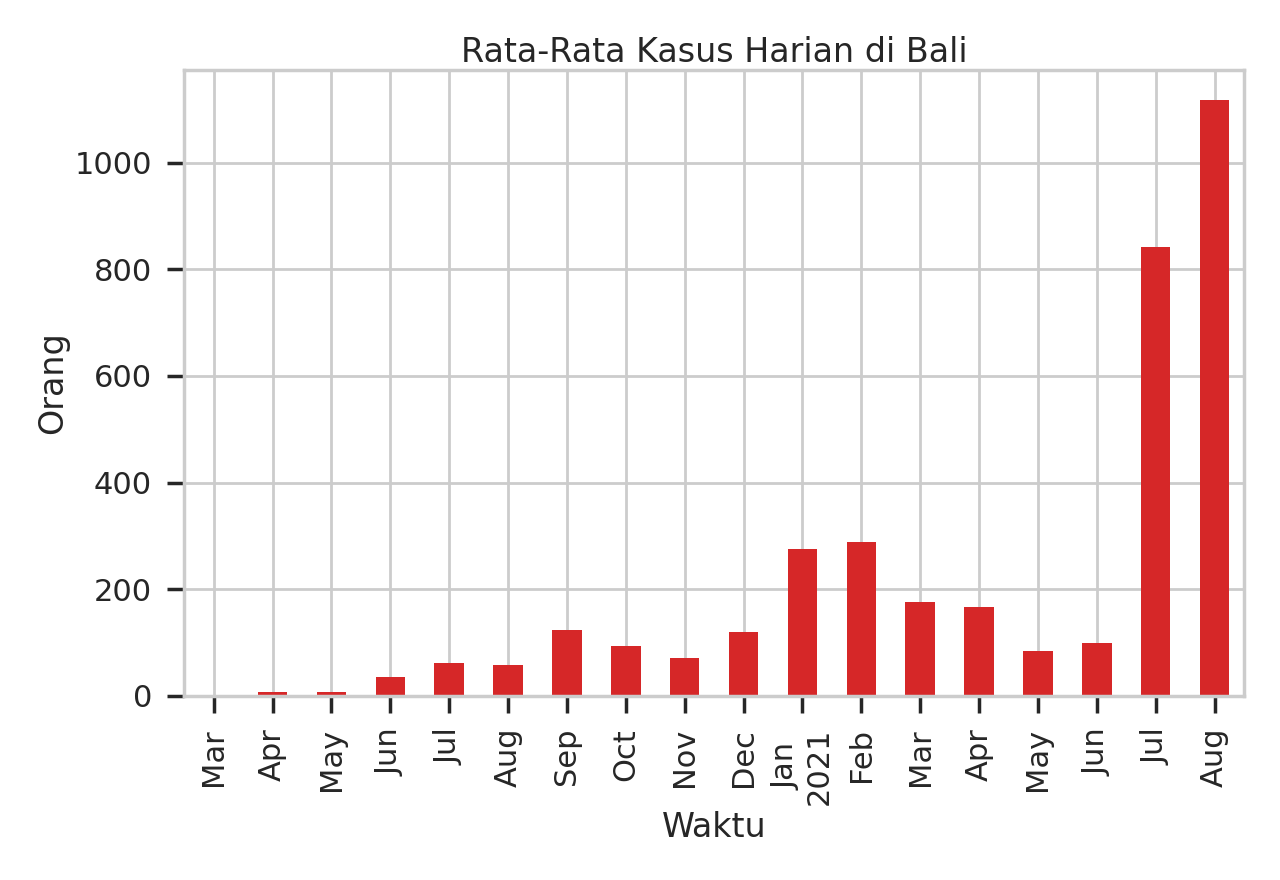 Rata-Rata Kasus Harian di Bali
1000
800
600
400
200
0
Orang
Mar
Apr
May
Jun
Jul
Aug
Sep
Oct
Nov
Dec
Jan
2021
Feb
Mar
Apr
May
Jun
Jul
Aug
Waktu